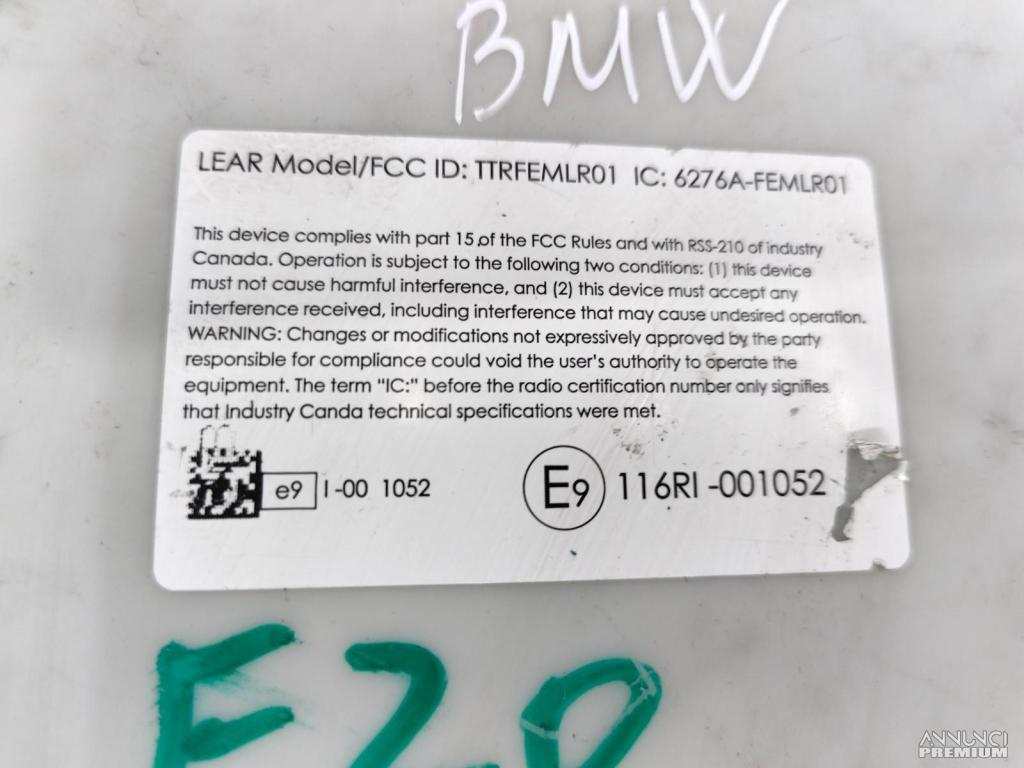 BMW
LEAR Model/FCC ID: TTRFEMLR01 IC: 6276A-FEMLR01
This device complies with part 15 of the FCC Rules and with RSS-210 of industry
Canada. Operation is subject to the following two conditions: (1) this device
must not cause harmful interference, and (2) this device must accept any
interference received, including interference that may cause undesired operation.
WARNING: Changes or modifications not expressively approved by the party
responsible for compliance could void the user's authority to operate the
equipment. The term "IC:" before the radio certification number only signifies
that Industry Canda technical specifications were met.
e9 I-00 1052 E9 116RI-001052
F20
ANNUNCI
PREMIUM